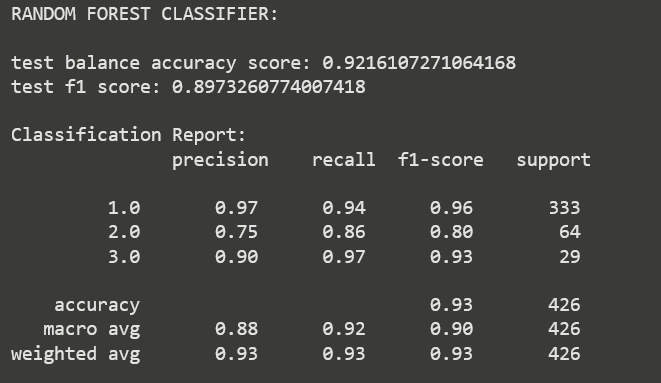 RANDOM FOREST CLASSIFIER:
test balance accuracy score: 0.9216107271064168
test f1 score: 0.8973260774007418
Classification Report:
precision recall f1-score support
1.0 0.97 0.94 0.96 333
2.0 0.75 0.86 0.80 64
3.0 0.90 0.97 0.93 29
accuracy 0.93 426
macro avg 0.88 0.92 0.90 426
weighted avg 0.93 0.93 0.93 426